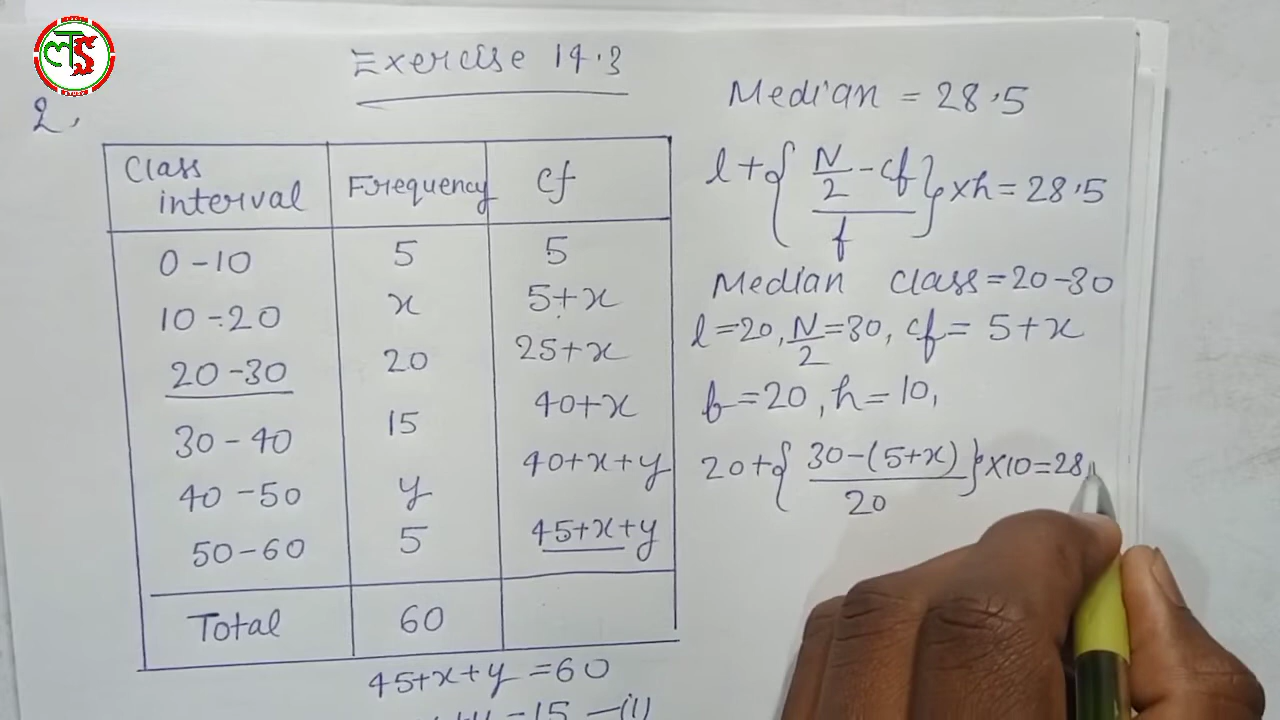 Exercise 14.3
2,
Class interval Frequency cf
0-10 5 5
10-20 x 5+x
20-30 20 25+x
30-40 15 40+x
40-50 y 40+x+y
50-60 5 45+x+y
Total 60
45+x+y=60
Median = 28.5
l+{(N/2-cf)/f}×h=28.5
Median class=20-30
l=20, N/2=30, cf=5+x
f=20, h=10,
20+{(30-(5+x))/20}×10=28